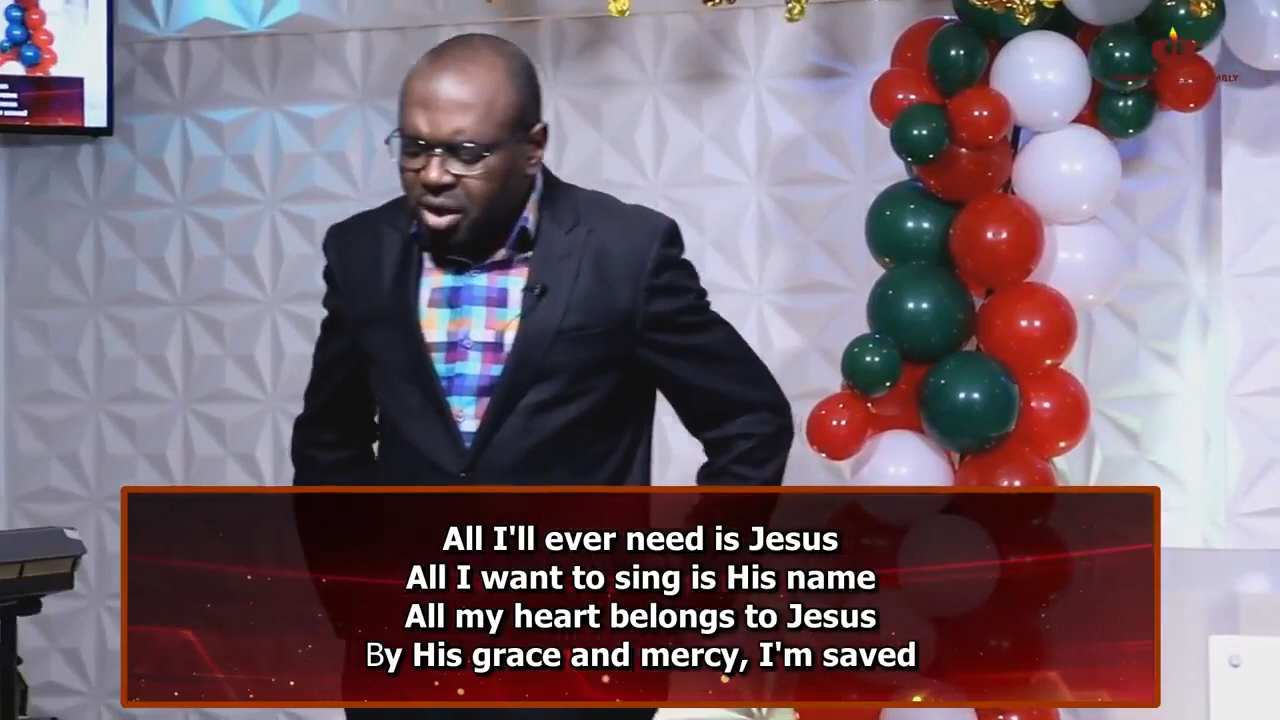 All I'll ever need is Jesus
All I want to sing is His name
All my heart belongs to Jesus
By His grace and mercy, I'm saved